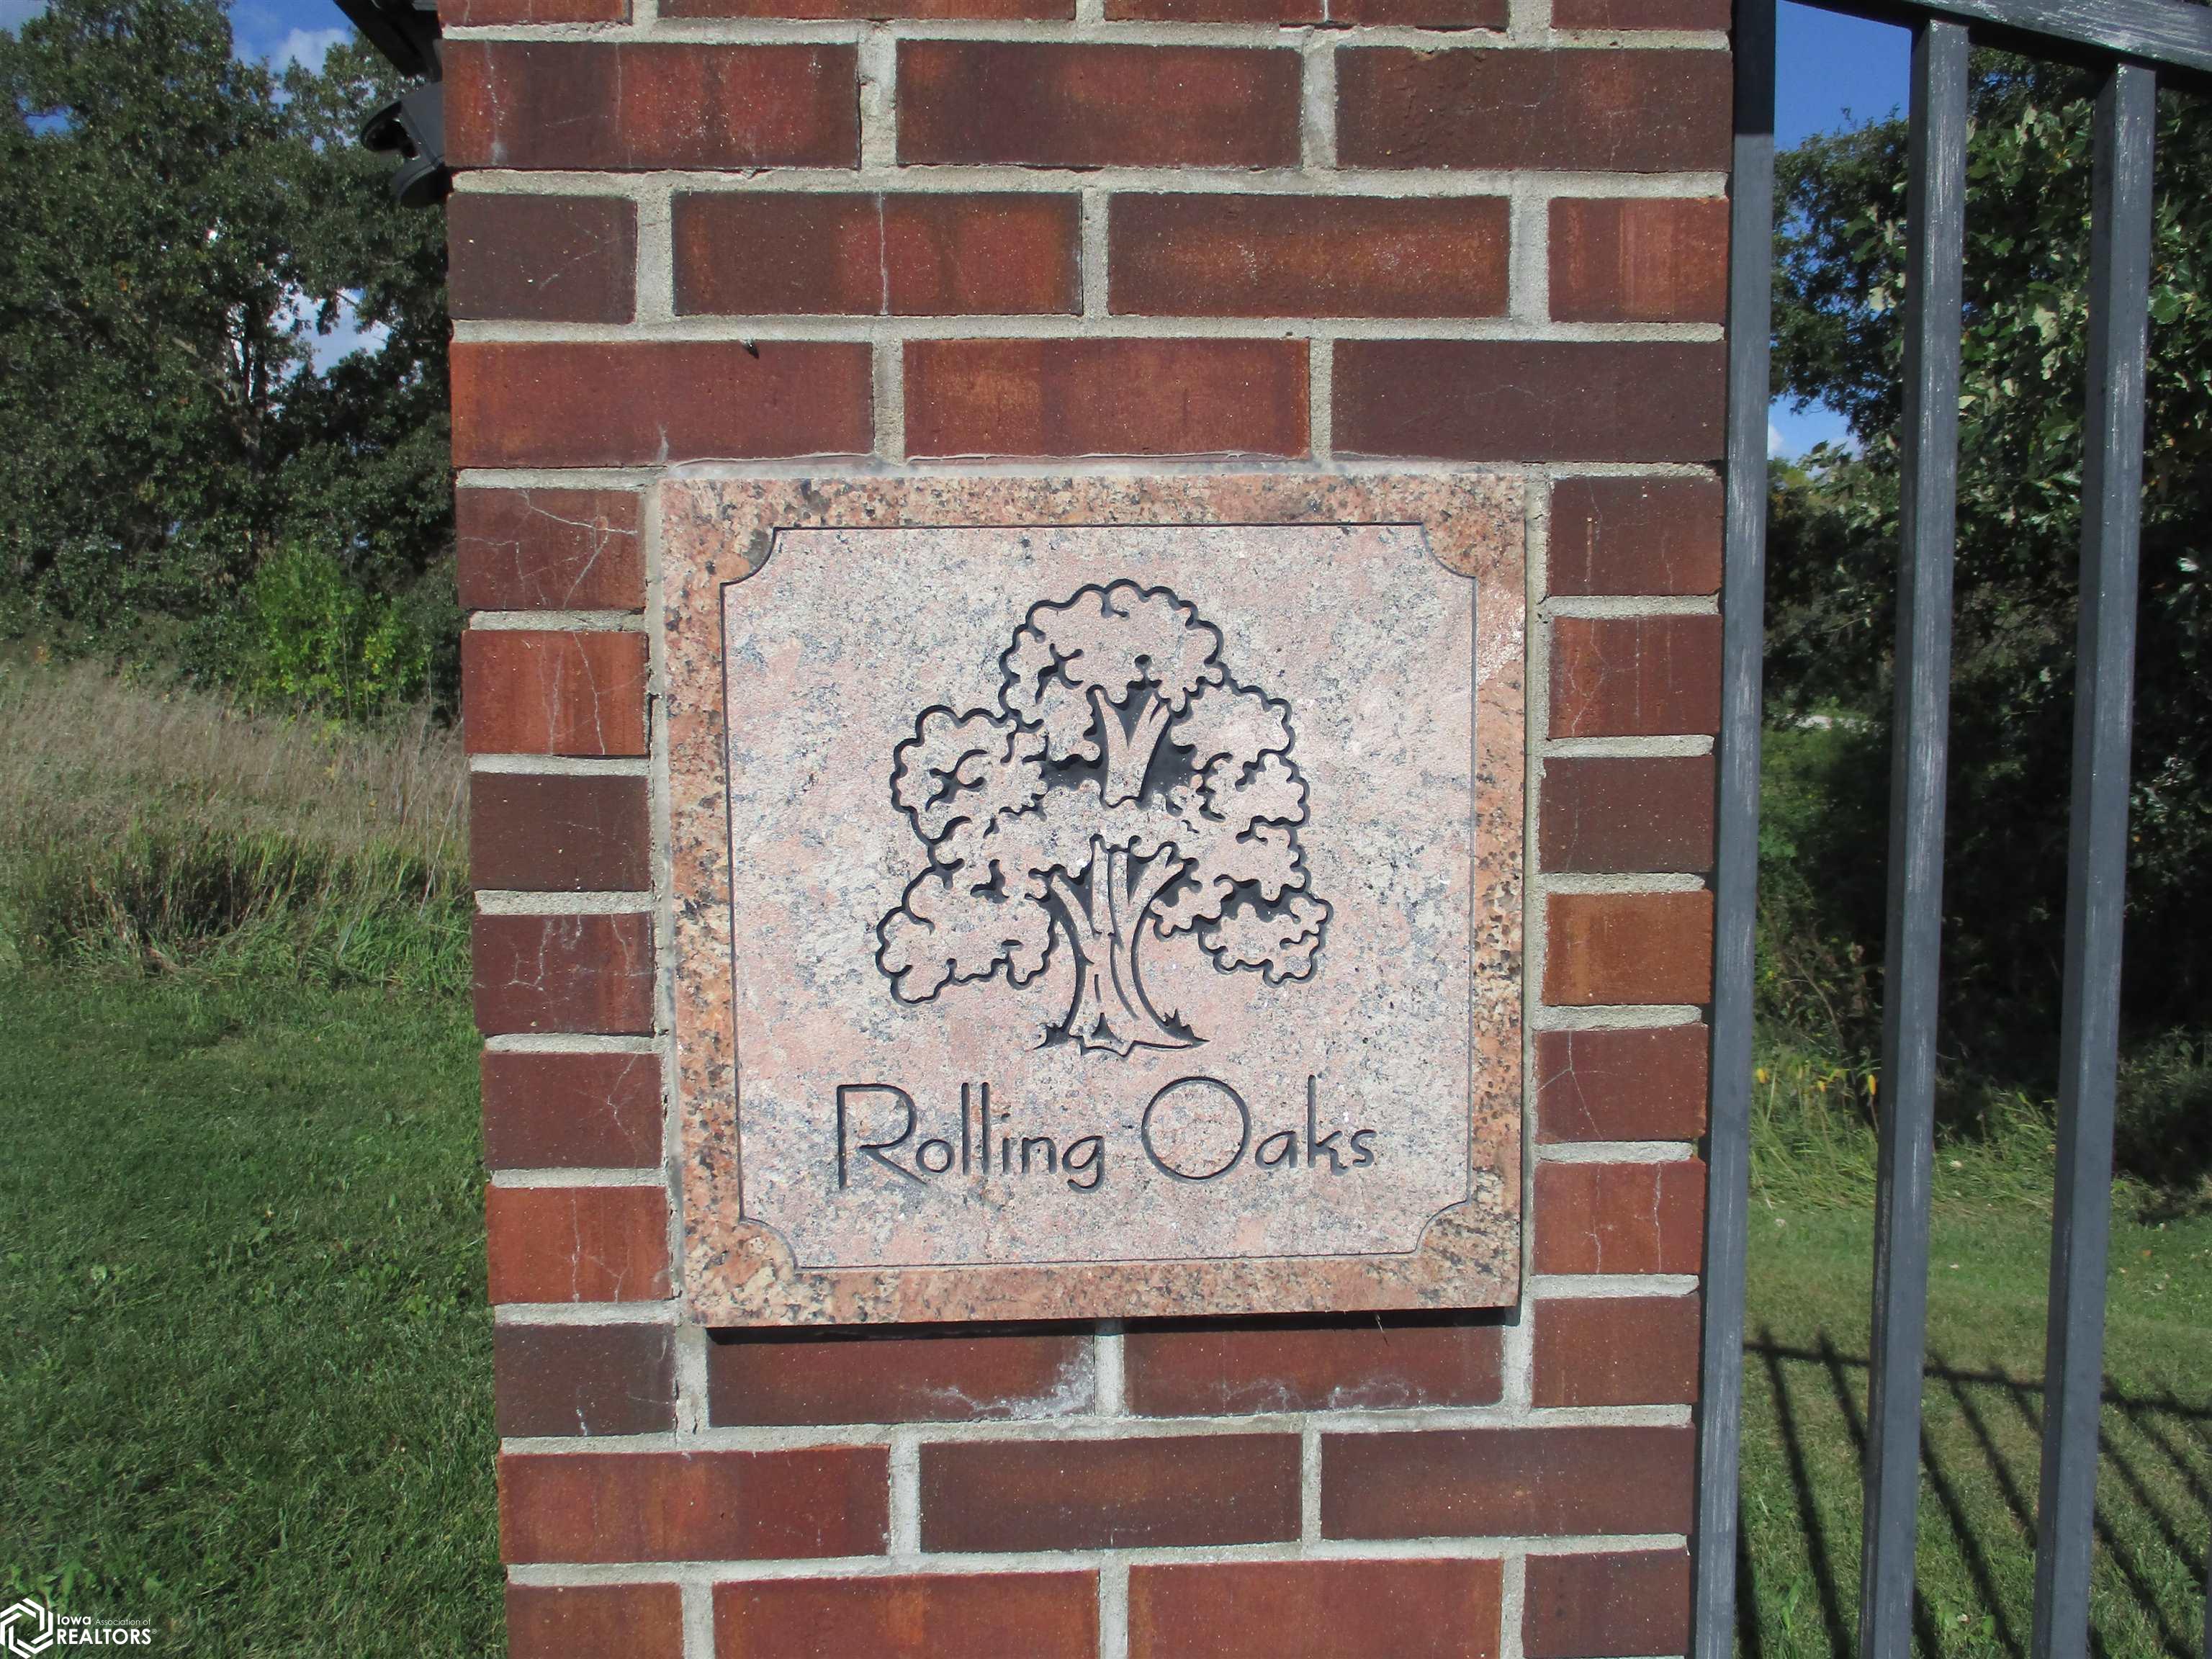 Rolling Oaks
Iowa Association of
REALTORS®